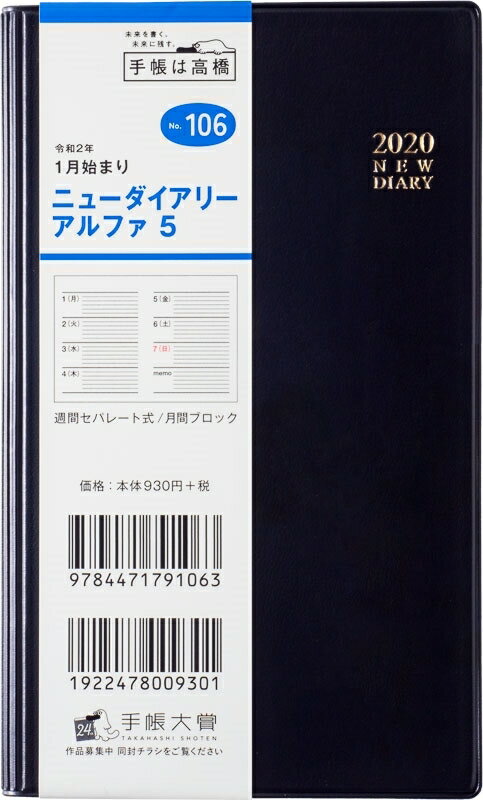 未来を書く。
未来に残す。
手帳は高橋
No. 106
令和2年
1月始まり
ニューダイアリー
アルファ 5
1(月)
2(火)
3(水)
4(木)
5(金)
6(土)
7(日)
memo
週間セパレート式/月間ブロック
価格:本体930円+税
9784471791063
1922478009301
24th
手帳大賞
TAKAHASHI SHOTEN
作品募集中 同封チラシをご覧ください
2020
NEW
DIARY